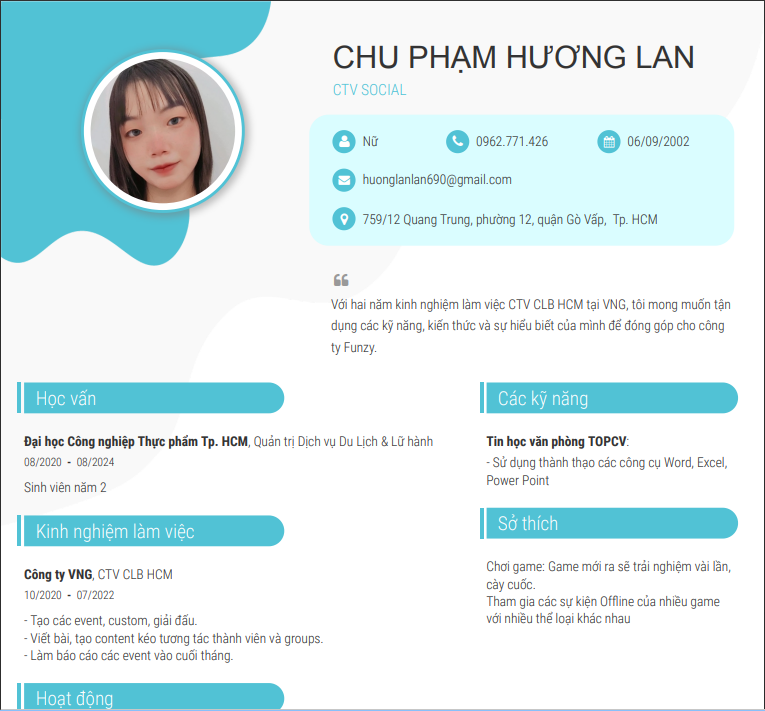 CHU PHẠM HƯƠNG LAN
CTV SOCIAL
Nữ
0962.771.426
06/09/2002
huonglanlan690@gmail.com
759/12 Quang Trung, phường 12, quận Gò Vấp,  Tp. HCM
Với hai năm kinh nghiệm làm việc CTV CLB HCM tại VNG, tôi mong muốn tận
dụng các kỹ năng, kiến thức và sự hiểu biết của mình để đóng góp cho công
ty Funzy.
Học vấn
Đại học Công nghiệp Thực phẩm Tp. HCM, Quản trị Dịch vụ Du Lịch & Lữ hành
08/2020 - 08/2024
Sinh viên năm 2
Kinh nghiệm làm việc
Công ty VNG, CTV CLB HCM
10/2020 - 07/2022
- Tạo các event, custom, giải đấu.
- Viết bài, tạo content kéo tương tác thành viên và groups.
- Làm báo cáo các event vào cuối tháng.
Hoạt động
Các kỹ năng
Tin học văn phòng TOPCV:
- Sử dụng thành thạo các công cụ Word, Excel,
Power Point
Sở thích
Chơi game: Game mới ra sẽ trải nghiệm vài lần,
cày cuốc.
Tham gia các sự kiện Offline của nhiều game
với nhiều thể loại khác nhau